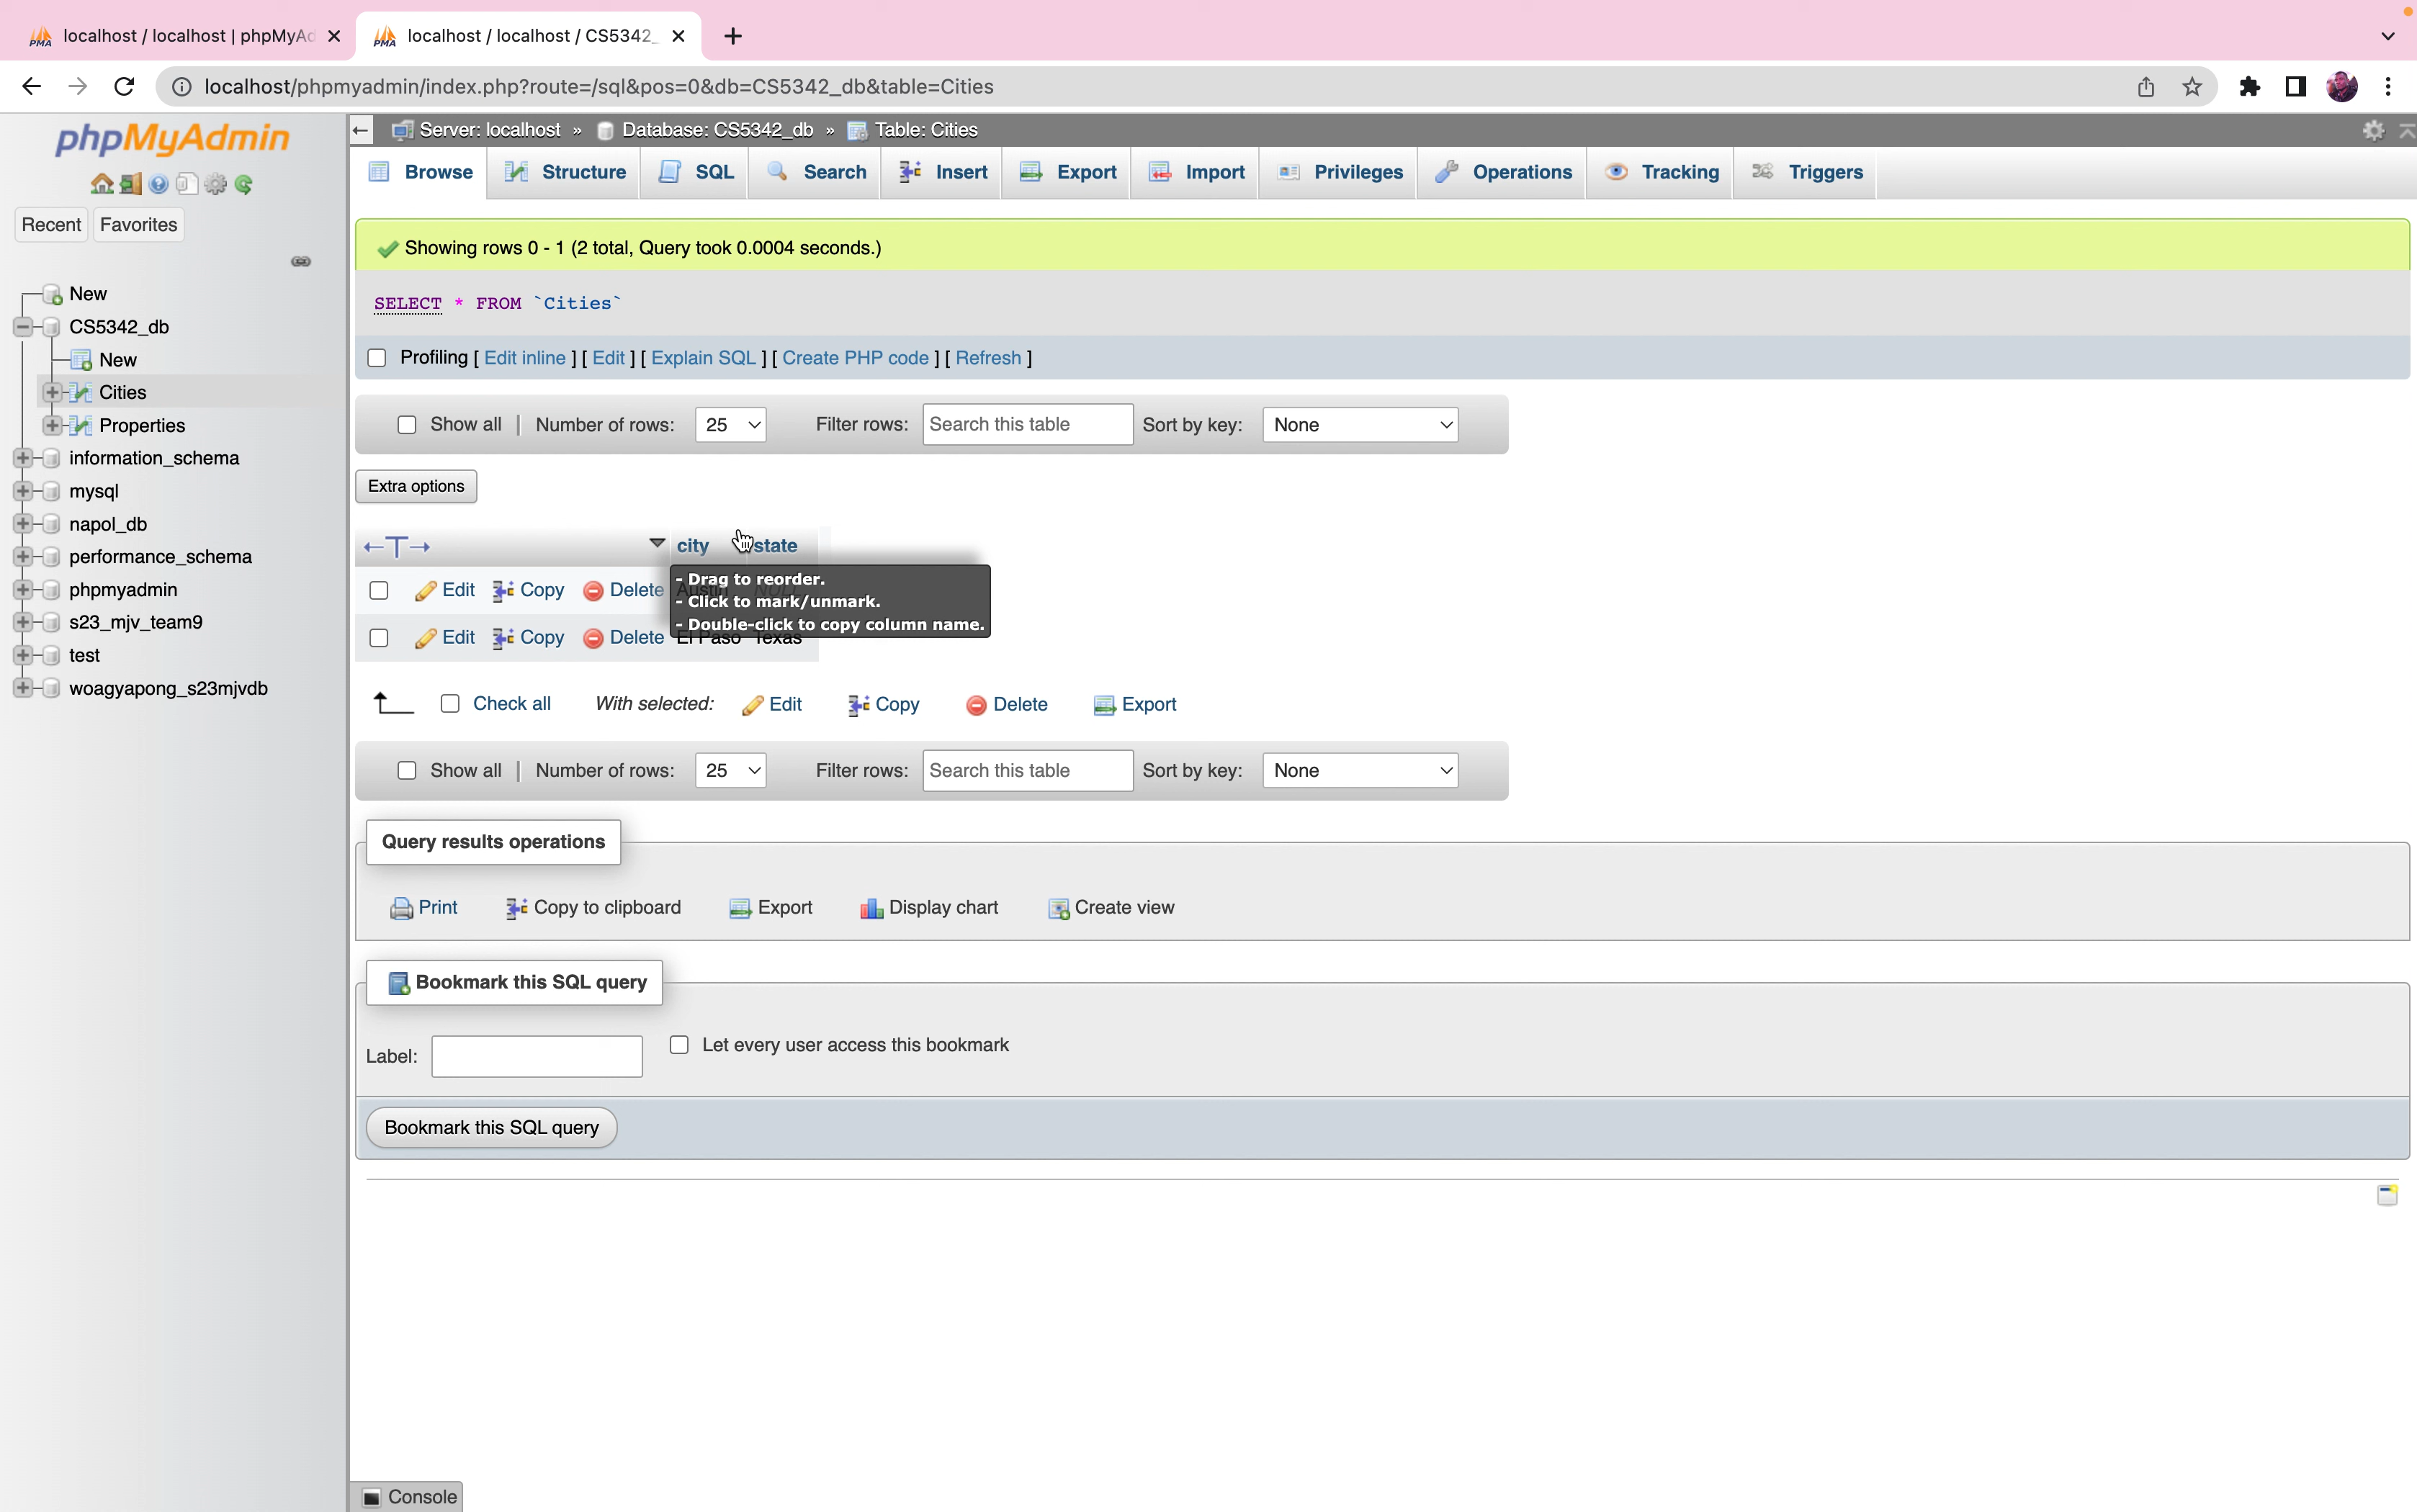 localhost / localhost | phpMyAd
localhost / localhost / CS5342_
localhost/phpmyadmin/index.php?route=/sql&pos=0&db=CS5342_db&table=Cities
phpMyAdmin
Server: localhost » Database: CS5342_db » Table: Cities
Browse Structure SQL Search Insert Export Import Privileges Operations Tracking Triggers
Recent Favorites
New
CS5342_db
New
Cities
Properties
information_schema
mysql
napol_db
performance_schema
phpmyadmin
s23_mjv_team9
test
woagyapong_s23mjvdb
Showing rows 0 - 1 (2 total, Query took 0.0004 seconds.)
SELECT * FROM `Cities`
Profiling [ Edit inline ] [ Edit ] [ Explain SQL ] [ Create PHP code ] [ Refresh ]
Show all | Number of rows: 25 Filter rows: Search this table Sort by key: None
Extra options
←T→ city state
Edit Copy Delete Austin NULL
- Drag to reorder.
- Click to mark/unmark.
- Double-click to copy column name.
Edit Copy Delete El Paso Texas
Check all With selected: Edit Copy Delete Export
Show all | Number of rows: 25 Filter rows: Search this table Sort by key: None
Query results operations
Print Copy to clipboard Export Display chart Create view
Bookmark this SQL query
Label: Let every user access this bookmark
Bookmark this SQL query
Console